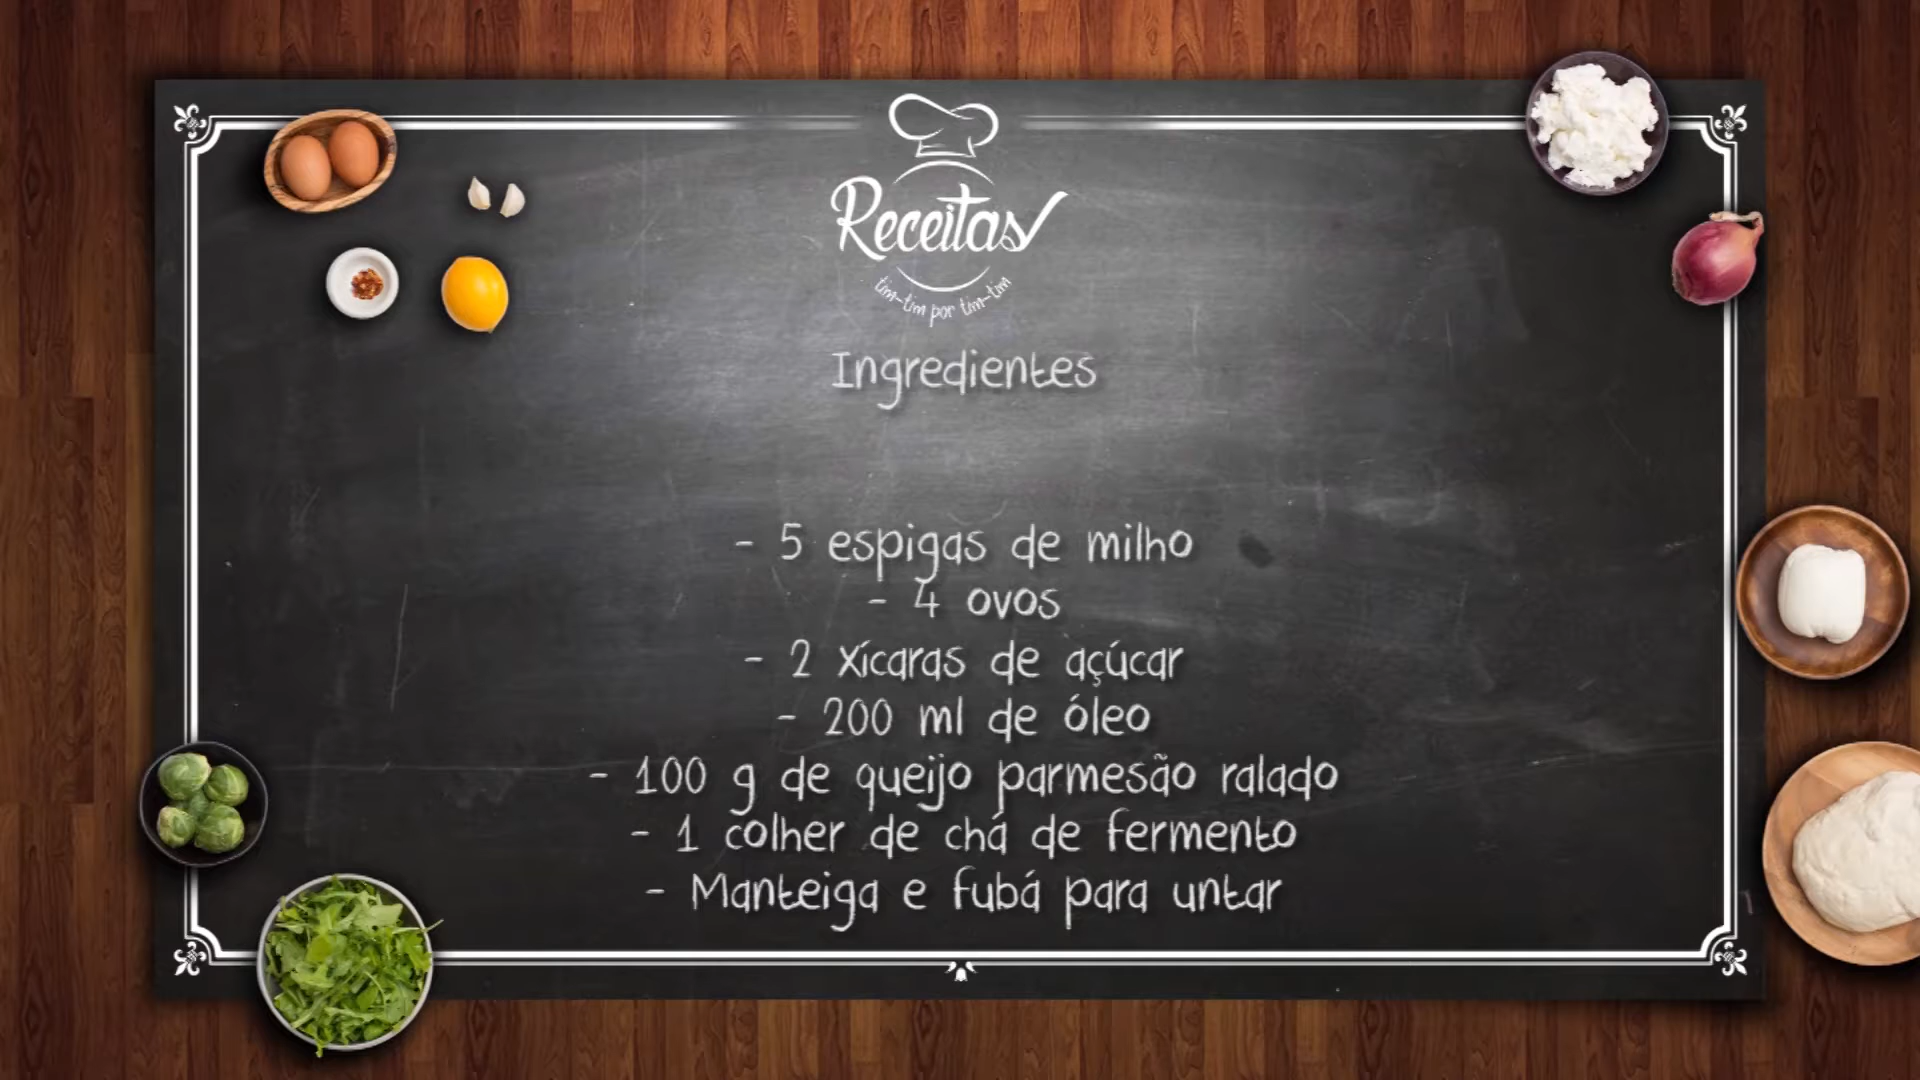 Receitas
tim-tim por tim-tim
Ingredientes
- 5 espigas de milho
- 4 ovos
- 2 xícaras de açúcar
- 200 ml de óleo
- 100 g de queijo parmesão ralado
- 1 colher de chá de fermento
- Manteiga e fubá para untar